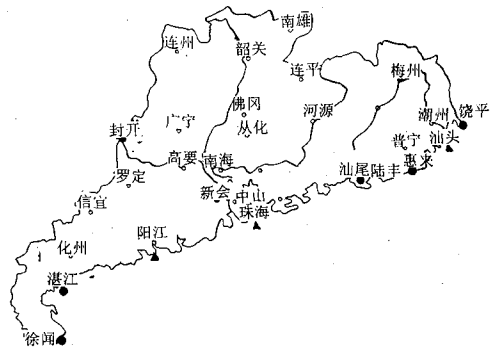 南雄
连州
韶关
连平
梅州
佛冈
河源
潮州
饶平
广宁
从化
封开
普宁
汕头
高要
南海
惠来
罗定
汕尾
陆丰
新会
中山
信宜
珠海
阳江
化州
湛江
徐闻